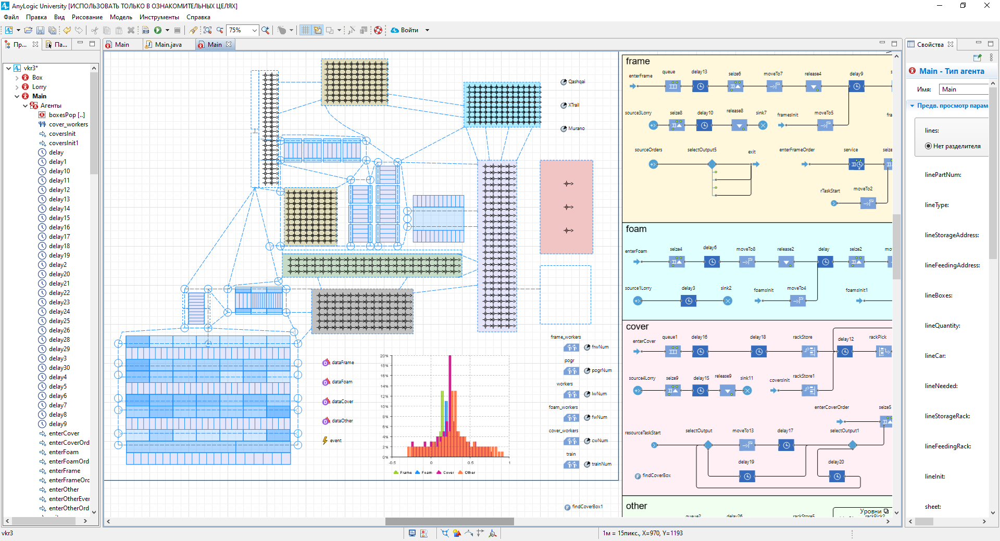 AnyLogic University [ИСПОЛЬЗОВАТЬ ТОЛЬКО В ОЗНАКОМИТЕЛЬНЫХ ЦЕЛЯХ]
Файл Правка Вид Рисование Модель Инструменты Справка
75% Войти
Пр... Па...
Main Main.java Main
Свойства
vkr3*
Box
Lorry
Main
Агенты
boxesPop [..]
cover_workers
coversInit
coversInit1
delay
delay1
delay10
delay11
delay12
delay13
delay14
delay15
delay16
delay17
delay18
delay19
delay2
delay20
delay21
delay22
delay23
delay24
delay25
delay26
delay28
delay29
delay3
delay30
delay4
delay5
delay6
delay7
delay8
delay9
enterCover
enterCoverOrd
enterFoam
enterFoamOrd
enterFrame
enterFrameOrd
enterOther
enterOtherEver
enterOtherOrd
Qashqai
XTrail
Murano
frame_workers
frwNum
pogr
pogrNum
workers
lwNum
foam_workers
fwNum
cover_workers
cwNum
train
trainNum
dataFrame
dataFoam
dataCover
dataOther
event
20%
18%
16%
14%
12%
10%
8%
6%
4%
2%
0%
-0.5 0 0.5 1
Frame Foam Cover Other
findCoverBox1
frame
enterFrame queue delay13 seize6 moveTo7 release4 delay9
source3Lorry seize8 delay10 release8 sink7 framesInit moveTo5
sourceOrders selectOutput5 exit enterFrameOrder service seize
rTaskStart moveTo2
foam
enterFoam seize4 delay6 moveTo8 release2 delay seize2
source1Lorry delay3 sink2 foamsInit moveTo4 foamsInit1
cover
enterCover queue1 delay16 delay18 rackStore delay12 rackPick
source4Lorry seize9 delay15 release9 sink11 coversInit rackStore1
enterCoverOrder seize5
resourceTaskStart selectOutput moveTo13 delay17 selectOutput1
delay19 delay20
findCoverBox
other
Уровни
queue2 delay26 rackStore5 rackPick2
Main - Тип агента
Имя: Main
Предв. просмотр парам
lines:
Нет разделителя
linePartNum:
lineType:
lineStorageAddress:
lineFeedingAddress:
lineBoxes:
lineQuantity:
lineCar:
lineNeeded:
lineStorageRack:
lineFeedingRack:
lineInit:
sheet:
vkr3
1м = 15пикс., X=970, Y=1193